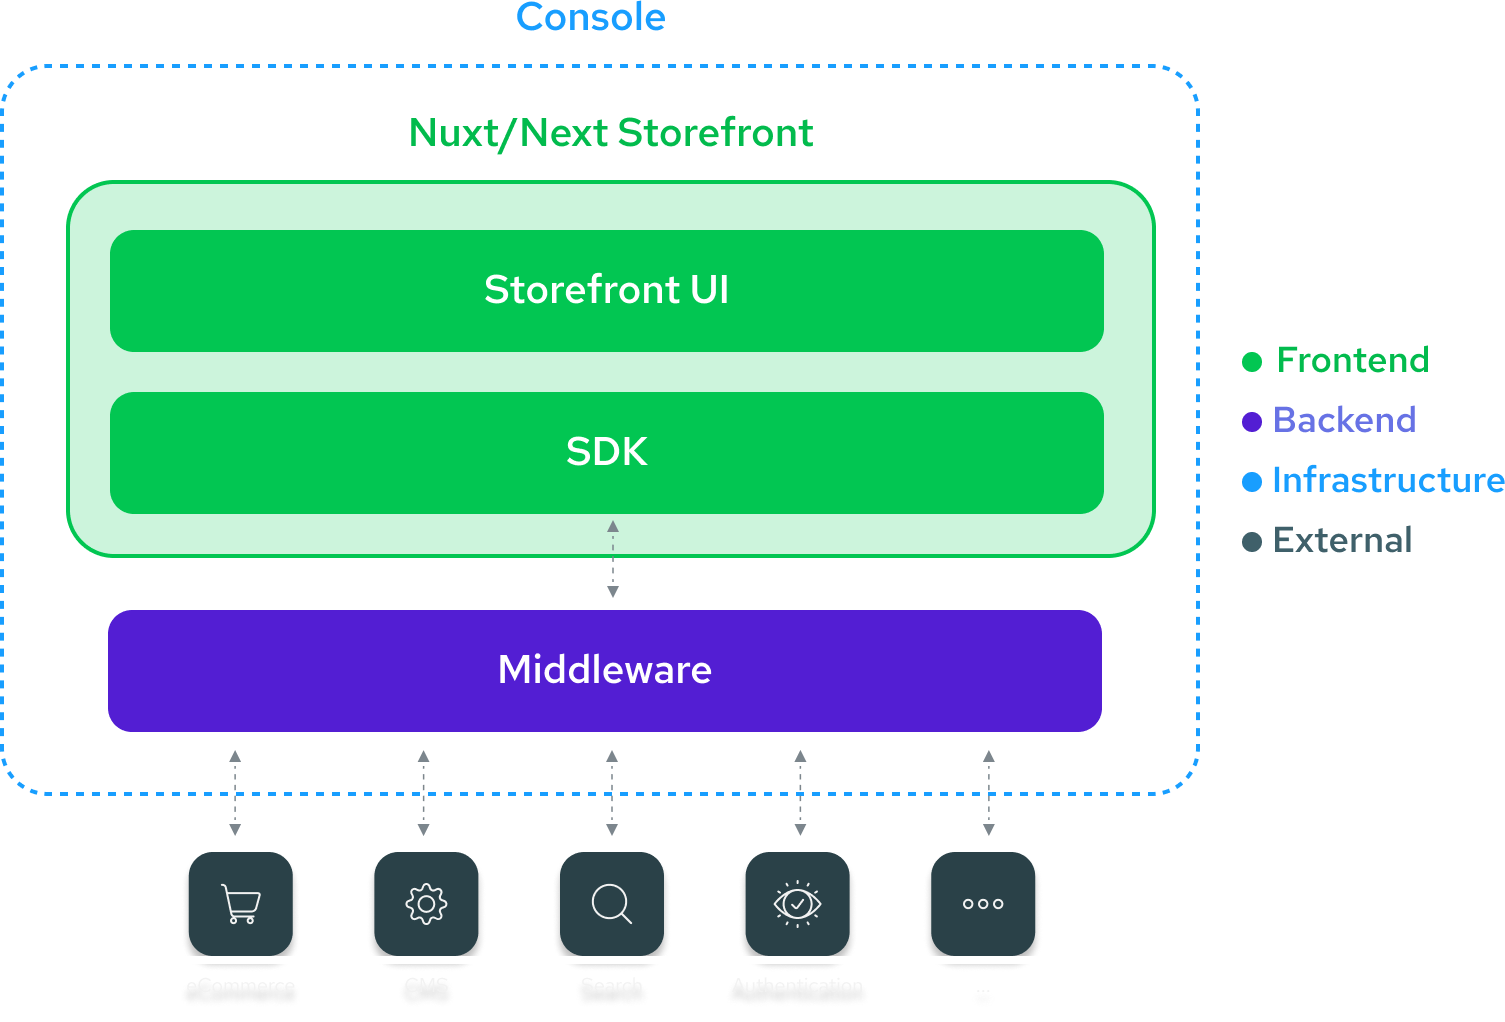 Console
Nuxt/Next Storefront
Storefront UI
SDK
Frontend
Backend
Infrastructure
External
Middleware
eCommerce
CMS
Search
Authentication
...